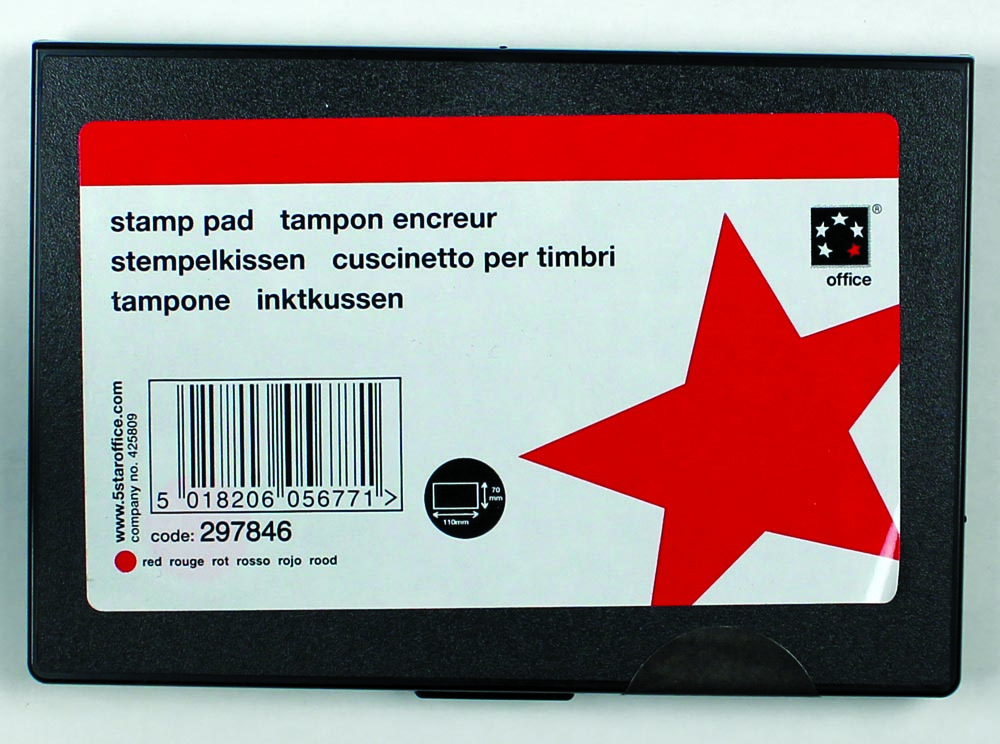 stamp pad tampon encreur
stempelkissen cuscinetto per timbri
tampone inktkussen
®
office
www.5staroffice.com
company no. 425809
5 018206 056771 >
70
mm
110mm
code: 297846
red rouge rot rosso rojo rood